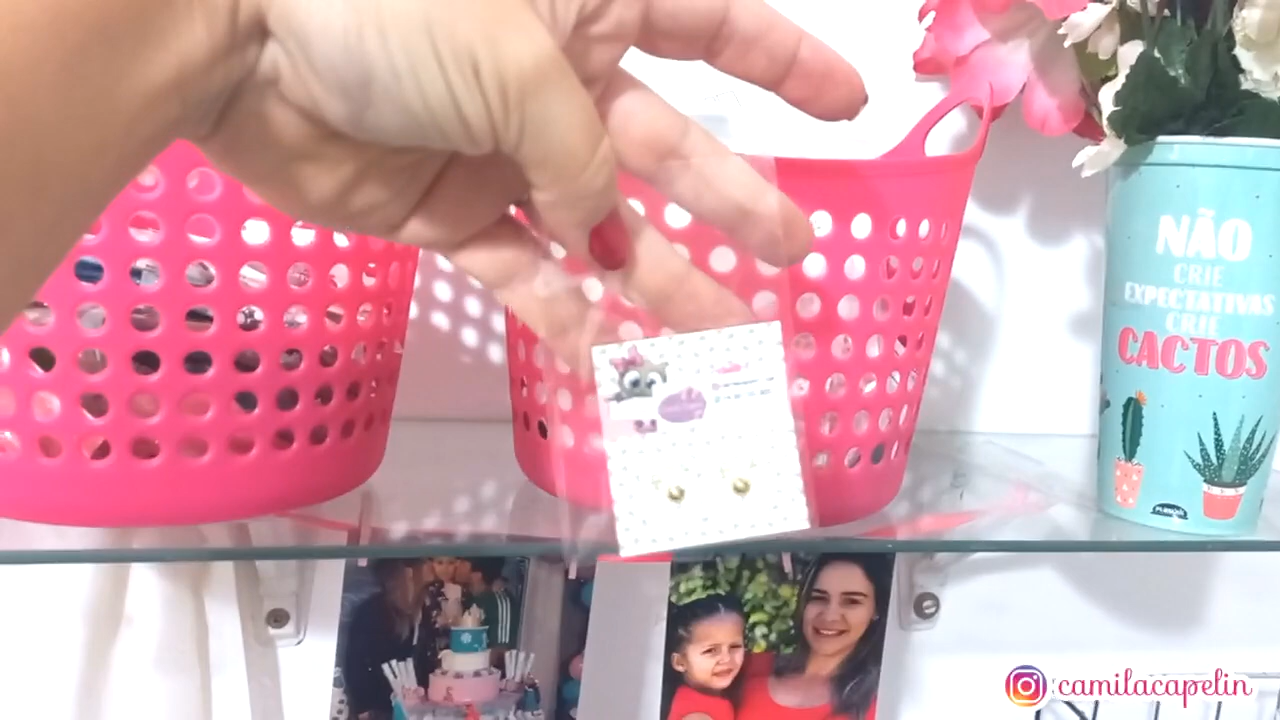 NÃO
CRIE
EXPECTATIVAS
CRIE
CACTOS
camilacapelin